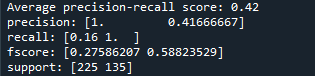 Average precision-recall score: 0.42
precision: [1.         0.41666667]
recall: [0.16 1.  ]
fscore: [0.27586207 0.58823529]
support: [225 135]